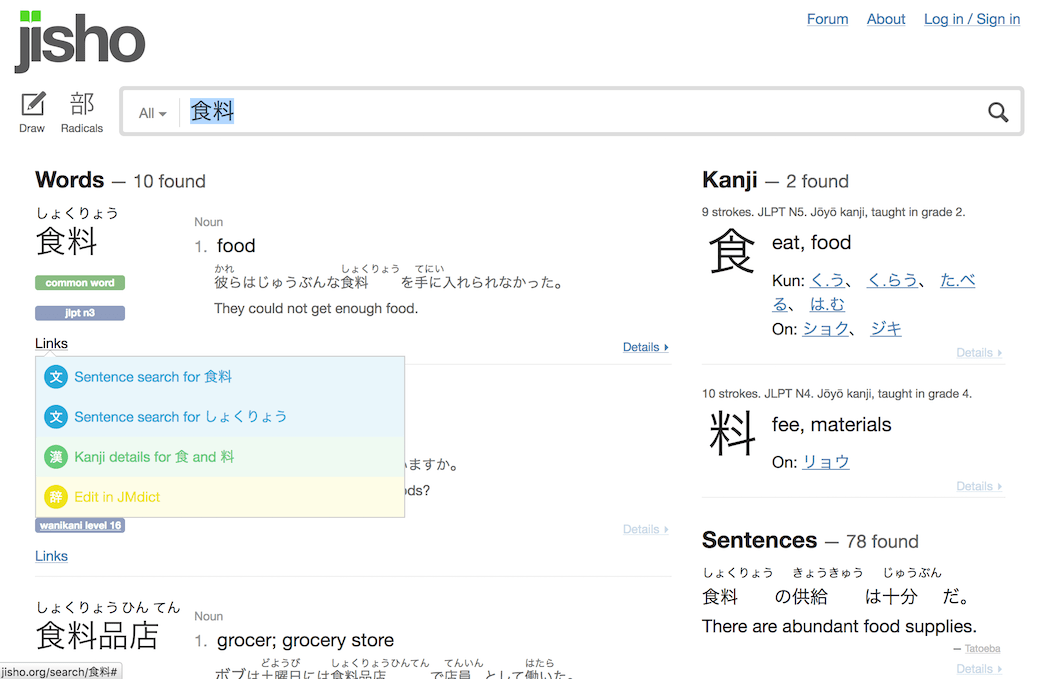 jisho
Forum About Log in / Sign in
Draw
部
Radicals
All
食料
Words — 10 found
しょくりょう
食料
common word
jlpt n3
Links
Noun
1. food
かれ しょくりょう てにい
彼らはじゅうぶんな食料を手に入れられなかった。
They could not get enough food.
Details
文 Sentence search for 食料
文 Sentence search for しょくりょう
漢 Kanji details for 食 and 料
辞 Edit in JMdict
いますか。
ods?
wanikani level 16
Details
Links
しょくりょうひんてん
食料品店
Noun
1. grocer; grocery store
どようび しょくりょうひんてん てんいん はたら
ボブは土曜日には食料品店で店員として働いた。
Kanji — 2 found
9 strokes. JLPT N5. Jōyō kanji, taught in grade 2.
食
eat, food
Kun: く.う、 く.らう、 た.べ
る、 は.む
On: ショク、 ジキ
Details
10 strokes. JLPT N4. Jōyō kanji, taught in grade 4.
料
fee, materials
On: リョウ
Details
Sentences — 78 found
しょくりょう きょうきゅう じゅうぶん
食料の供給は十分だ。
There are abundant food supplies.
— Tatoeba
Details
jisho.org/search/食料#